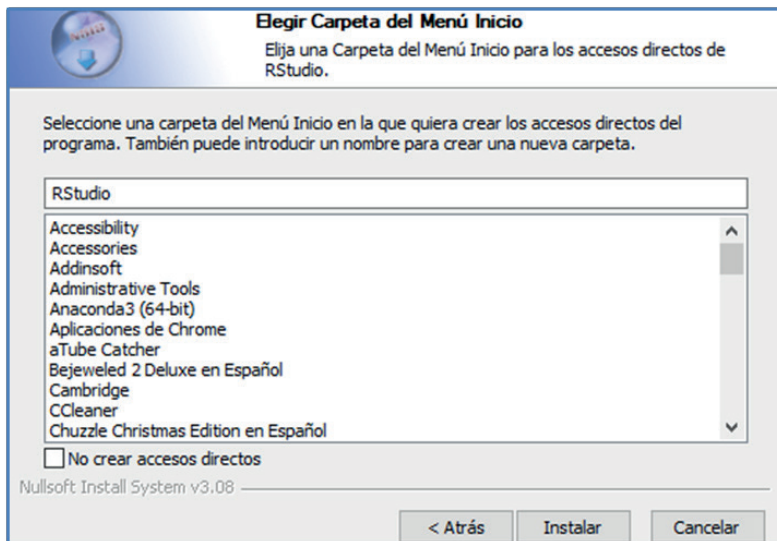 Elegir Carpeta del Menú Inicio
Elija una Carpeta del Menú Inicio para los accesos directos de
RStudio.
Seleccione una carpeta del Menú Inicio en la que quiera crear los accesos directos del
programa. También puede introducir un nombre para crear una nueva carpeta.
RStudio
Accessibility
Accessories
Addinsoft
Administrative Tools
Anaconda3 (64-bit)
Aplicaciones de Chrome
aTube Catcher
Bejeweled 2 Deluxe en Español
Cambridge
CCleaner
Chuzzle Christmas Edition en Español
No crear accesos directos
Nullsoft Install System v3.08
< Atrás
Instalar
Cancelar